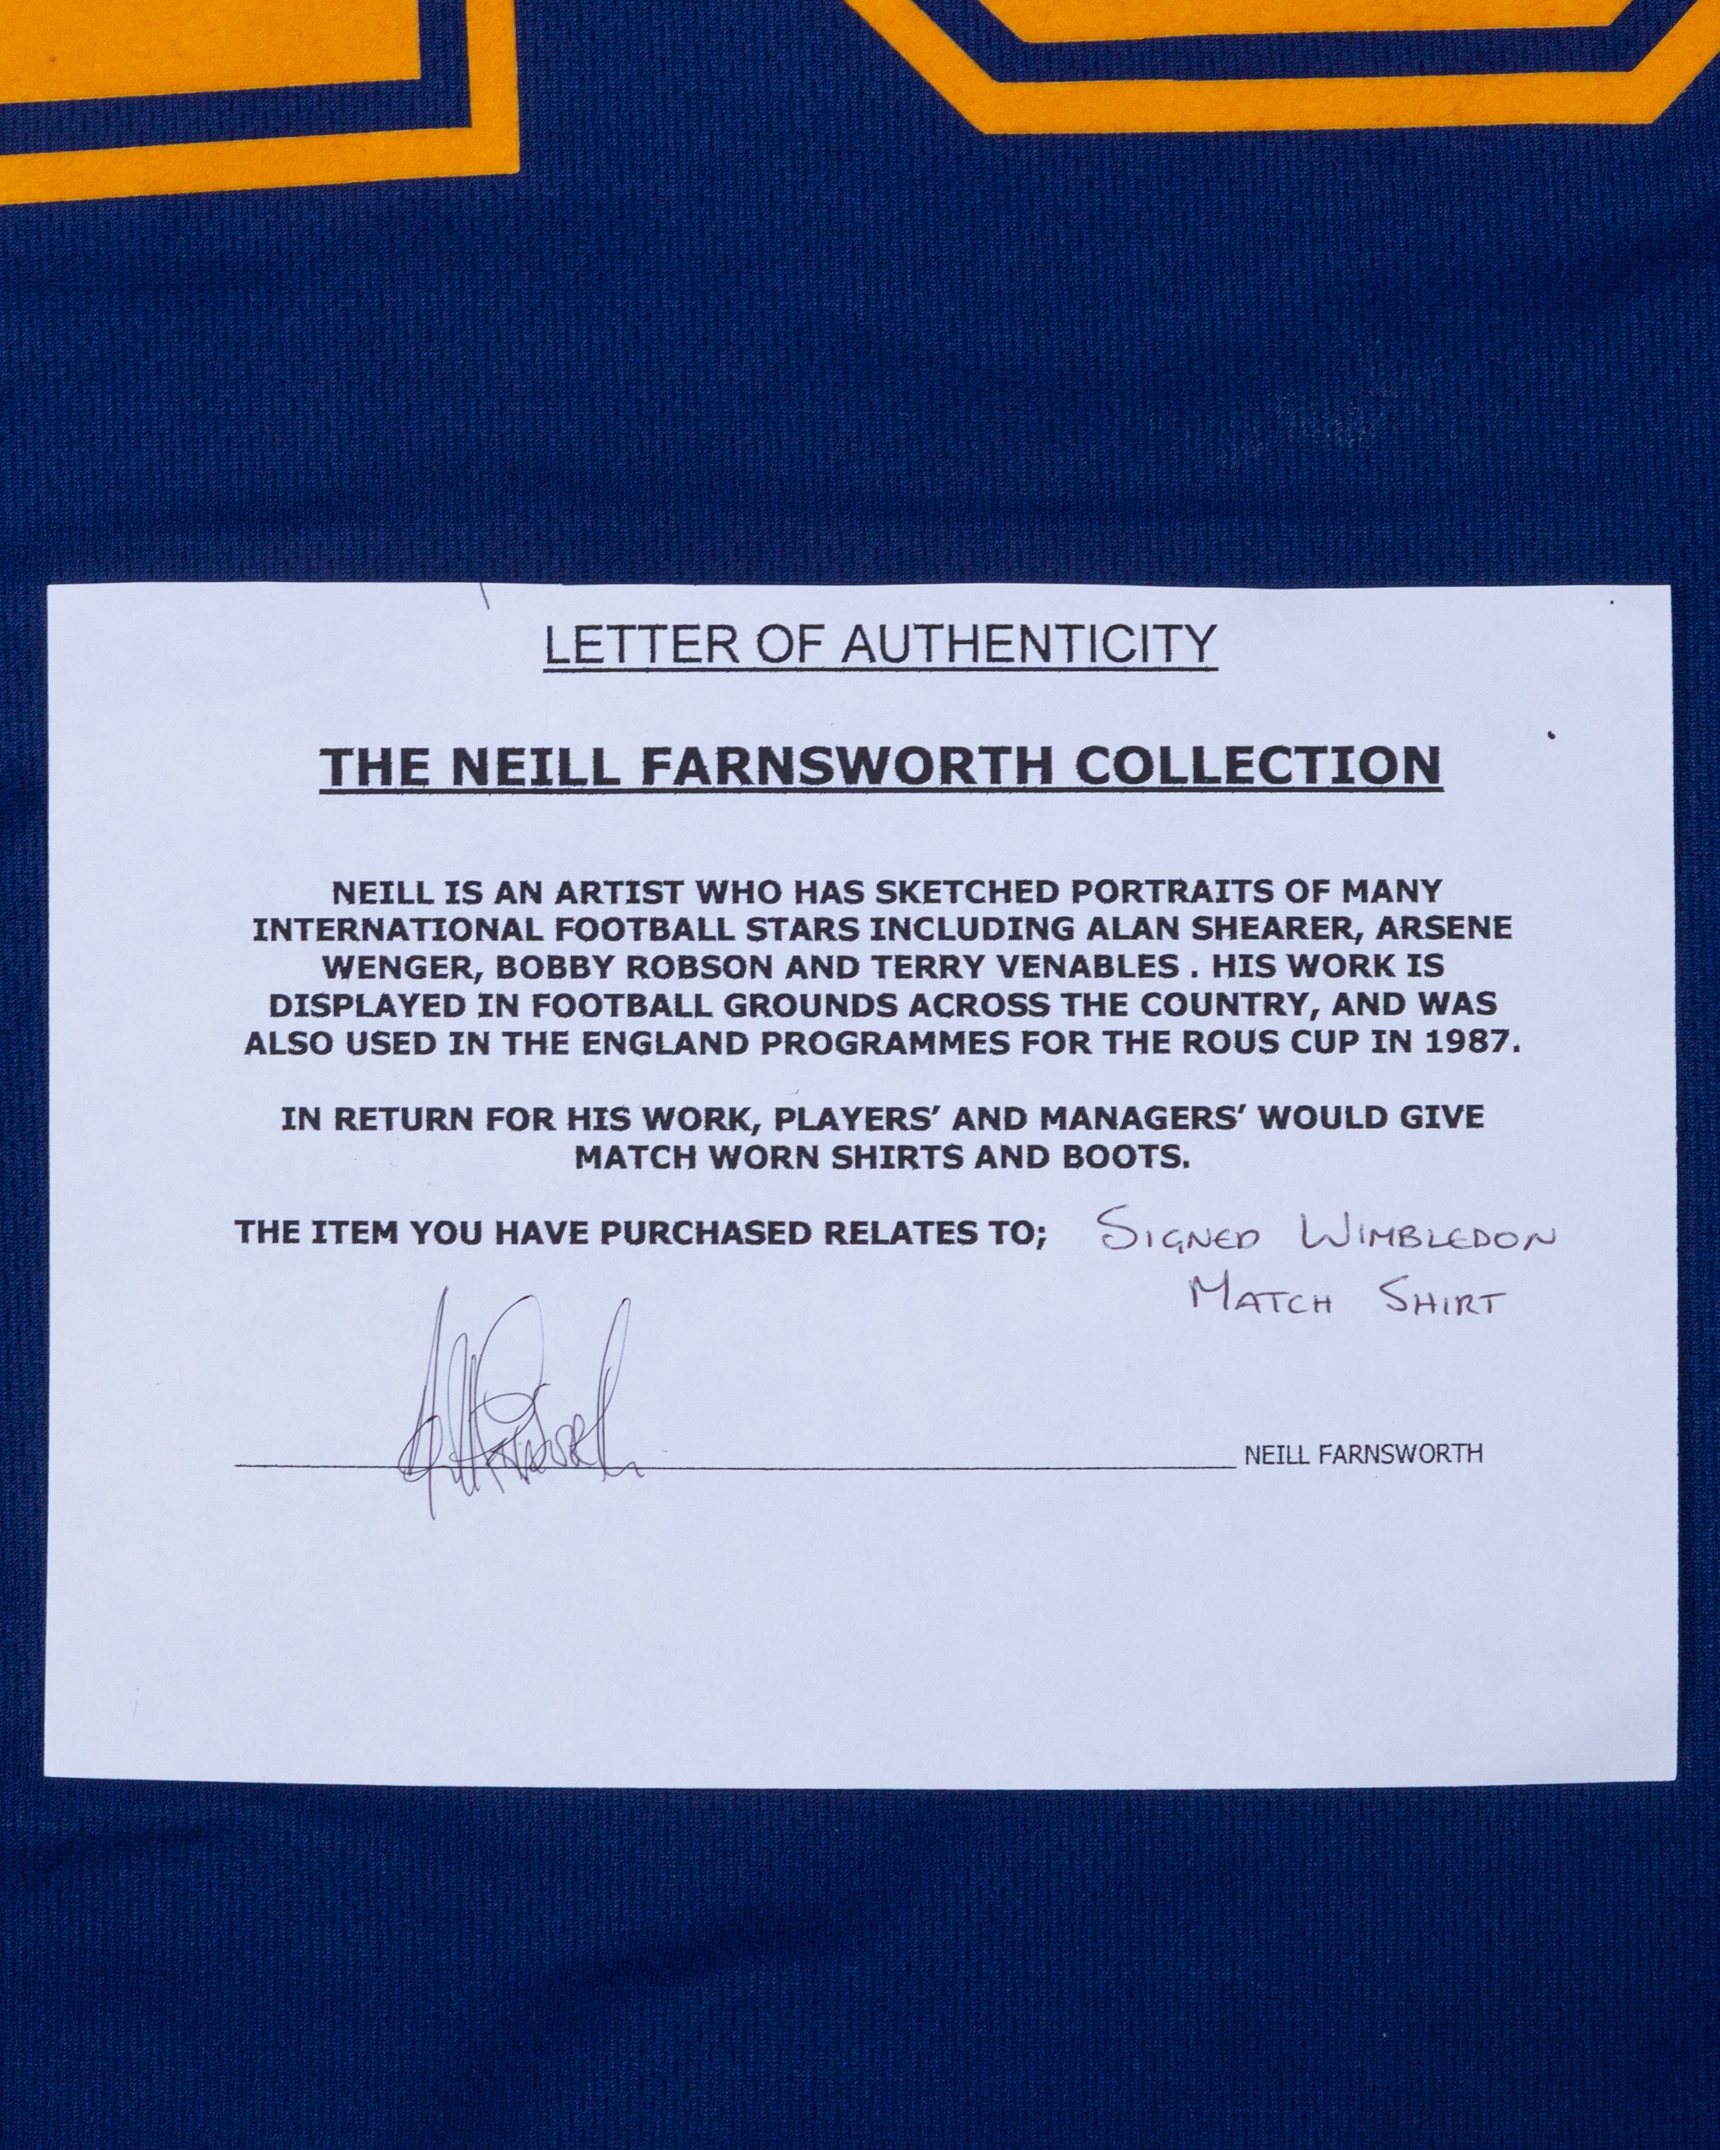 LETTER OF AUTHENTICITY
THE NEILL FARNSWORTH COLLECTION
NEILL IS AN ARTIST WHO HAS SKETCHED PORTRAITS OF MANY
INTERNATIONAL FOOTBALL STARS INCLUDING ALAN SHEARER, ARSENE
WENGER, BOBBY ROBSON AND TERRY VENABLES . HIS WORK IS
DISPLAYED IN FOOTBALL GROUNDS ACROSS THE COUNTRY, AND WAS
ALSO USED IN THE ENGLAND PROGRAMMES FOR THE ROUS CUP IN 1987.
IN RETURN FOR HIS WORK, PLAYERS’ AND MANAGERS’ WOULD GIVE
MATCH WORN SHIRTS AND BOOTS.
THE ITEM YOU HAVE PURCHASED RELATES TO; SIGNED WIMBLEDON
MATCH SHIRT
NEILL FARNSWORTH